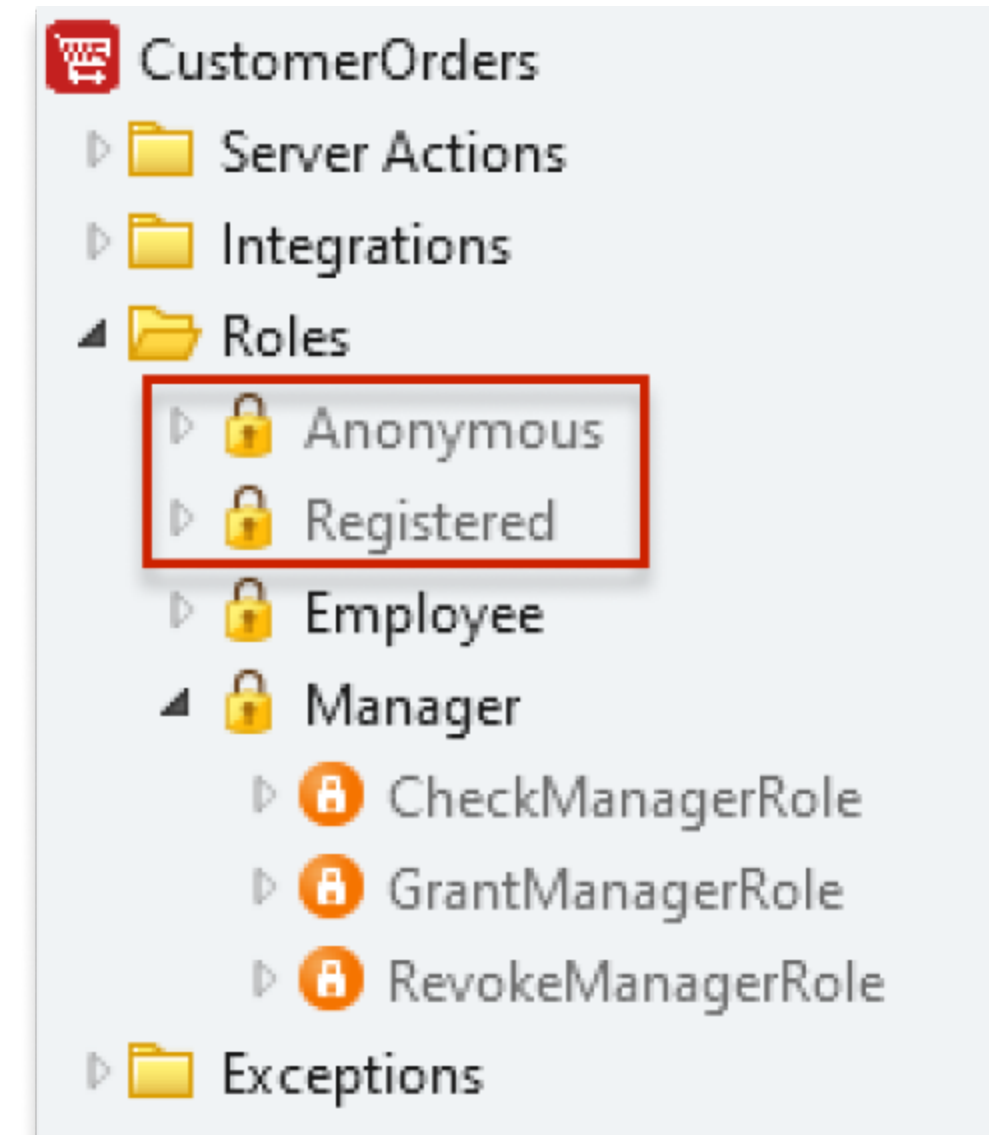 CustomerOrders
Server Actions
Integrations
Roles
Anonymous
Registered
Employee
Manager
CheckManagerRole
GrantManagerRole
RevokeManagerRole
Exceptions